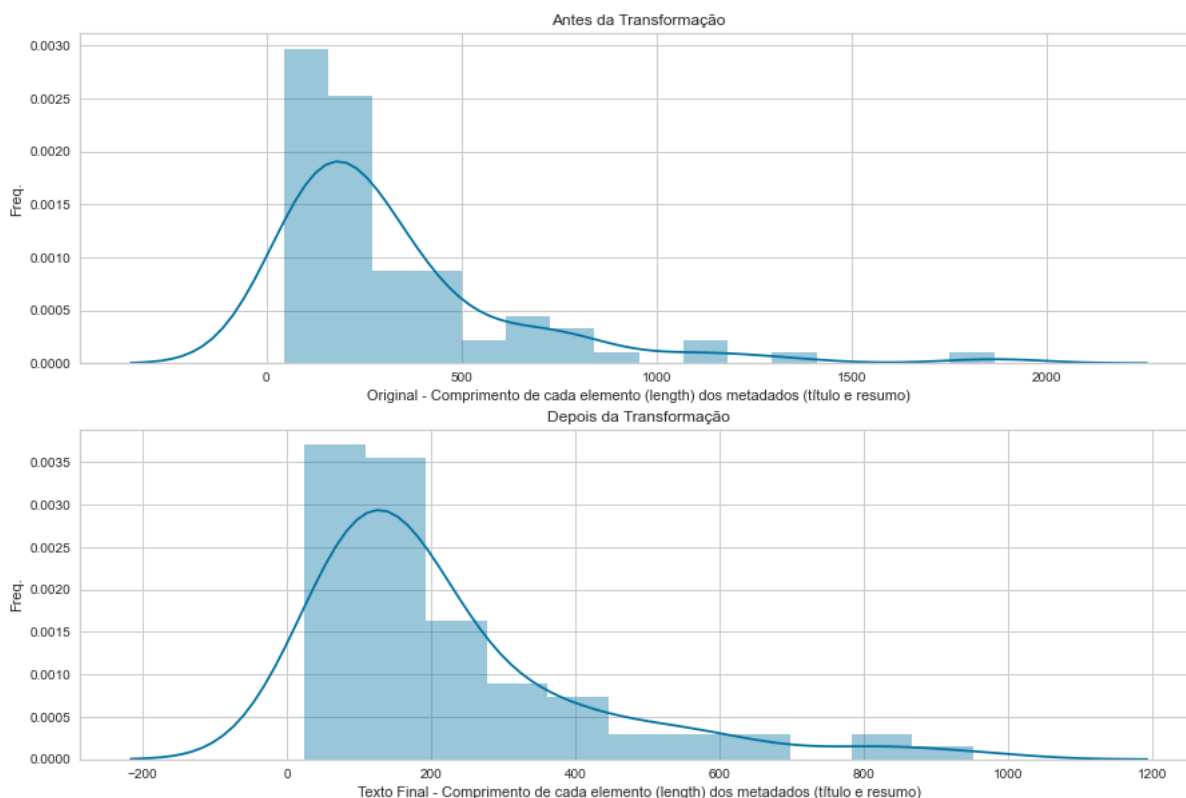 Antes da Transformação
0.0030
0.0025
0.0020
0.0015
0.0010
0.0005
0.0000
Freq.
0 500 1000 1500 2000
Original - Comprimento de cada elemento (length) dos metadados (título e resumo)
Depois da Transformação
0.0035
0.0030
0.0025
0.0020
0.0015
0.0010
0.0005
0.0000
Freq.
−200 0 200 400 600 800 1000 1200
Texto Final - Comprimento de cada elemento (length) dos metadados (título e resumo)